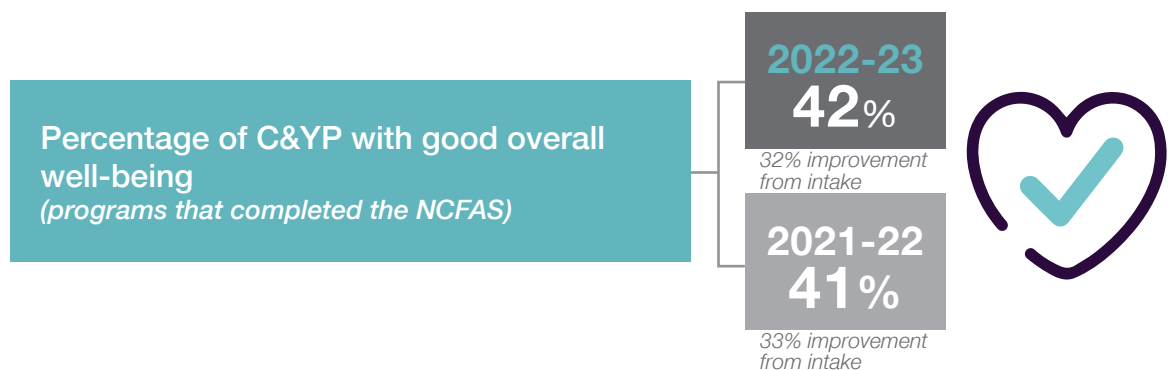 Percentage of C&YP with good overall
well-being
(programs that completed the NCFAS)
2022-23
42%
32% improvement
from intake
2021-22
41%
33% improvement
from intake